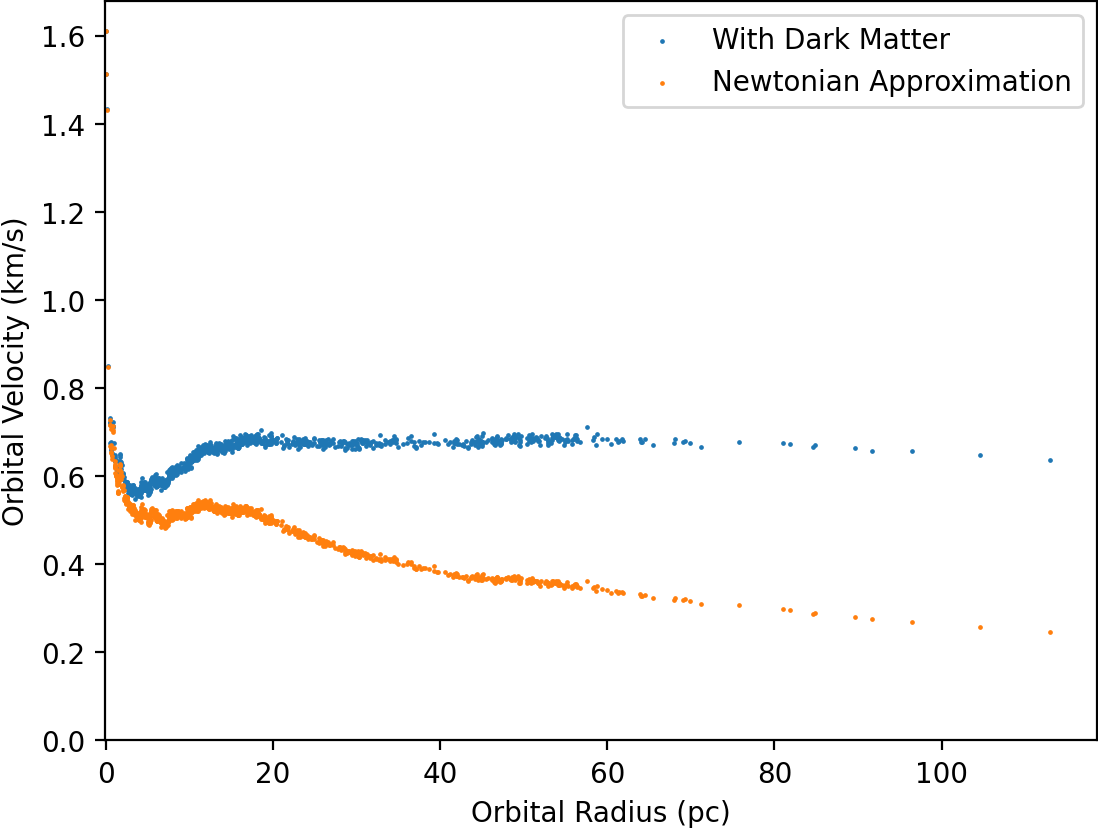 With Dark Matter
Newtonian Approximation
1.6
1.4
1.2
1.0
0.8
0.6
0.4
0.2
0.0
Orbital Velocity (km/s)
0 20 40 60 80 100
Orbital Radius (pc)